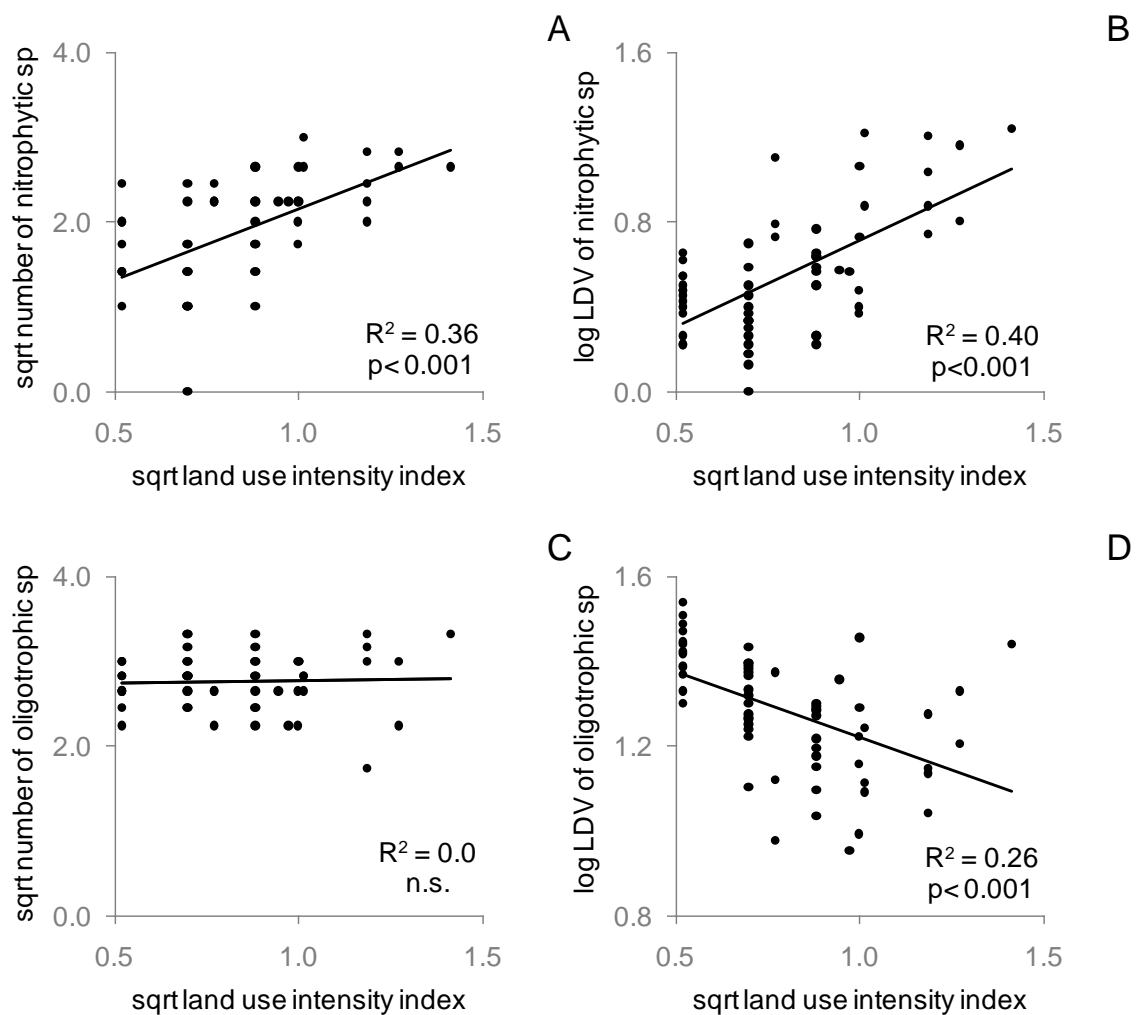 A
sqrt number of nitrophytic sp
4.0
2.0
0.0
0.5 1.0 1.5
sqrt land use intensity index
R² = 0.36
p< 0.001
B
log LDV of nitrophytic sp
1.6
0.8
0.0
0.5 1.0 1.5
sqrt land use intensity index
R² = 0.40
p<0.001
C
sqrt number of oligotrophic sp
4.0
2.0
0.0
0.5 1.0 1.5
sqrt land use intensity index
R² = 0.0
n.s.
D
log LDV of oligotrophic sp
1.6
1.2
0.8
0.5 1.0 1.5
sqrt land use intensity index
R² = 0.26
p< 0.001